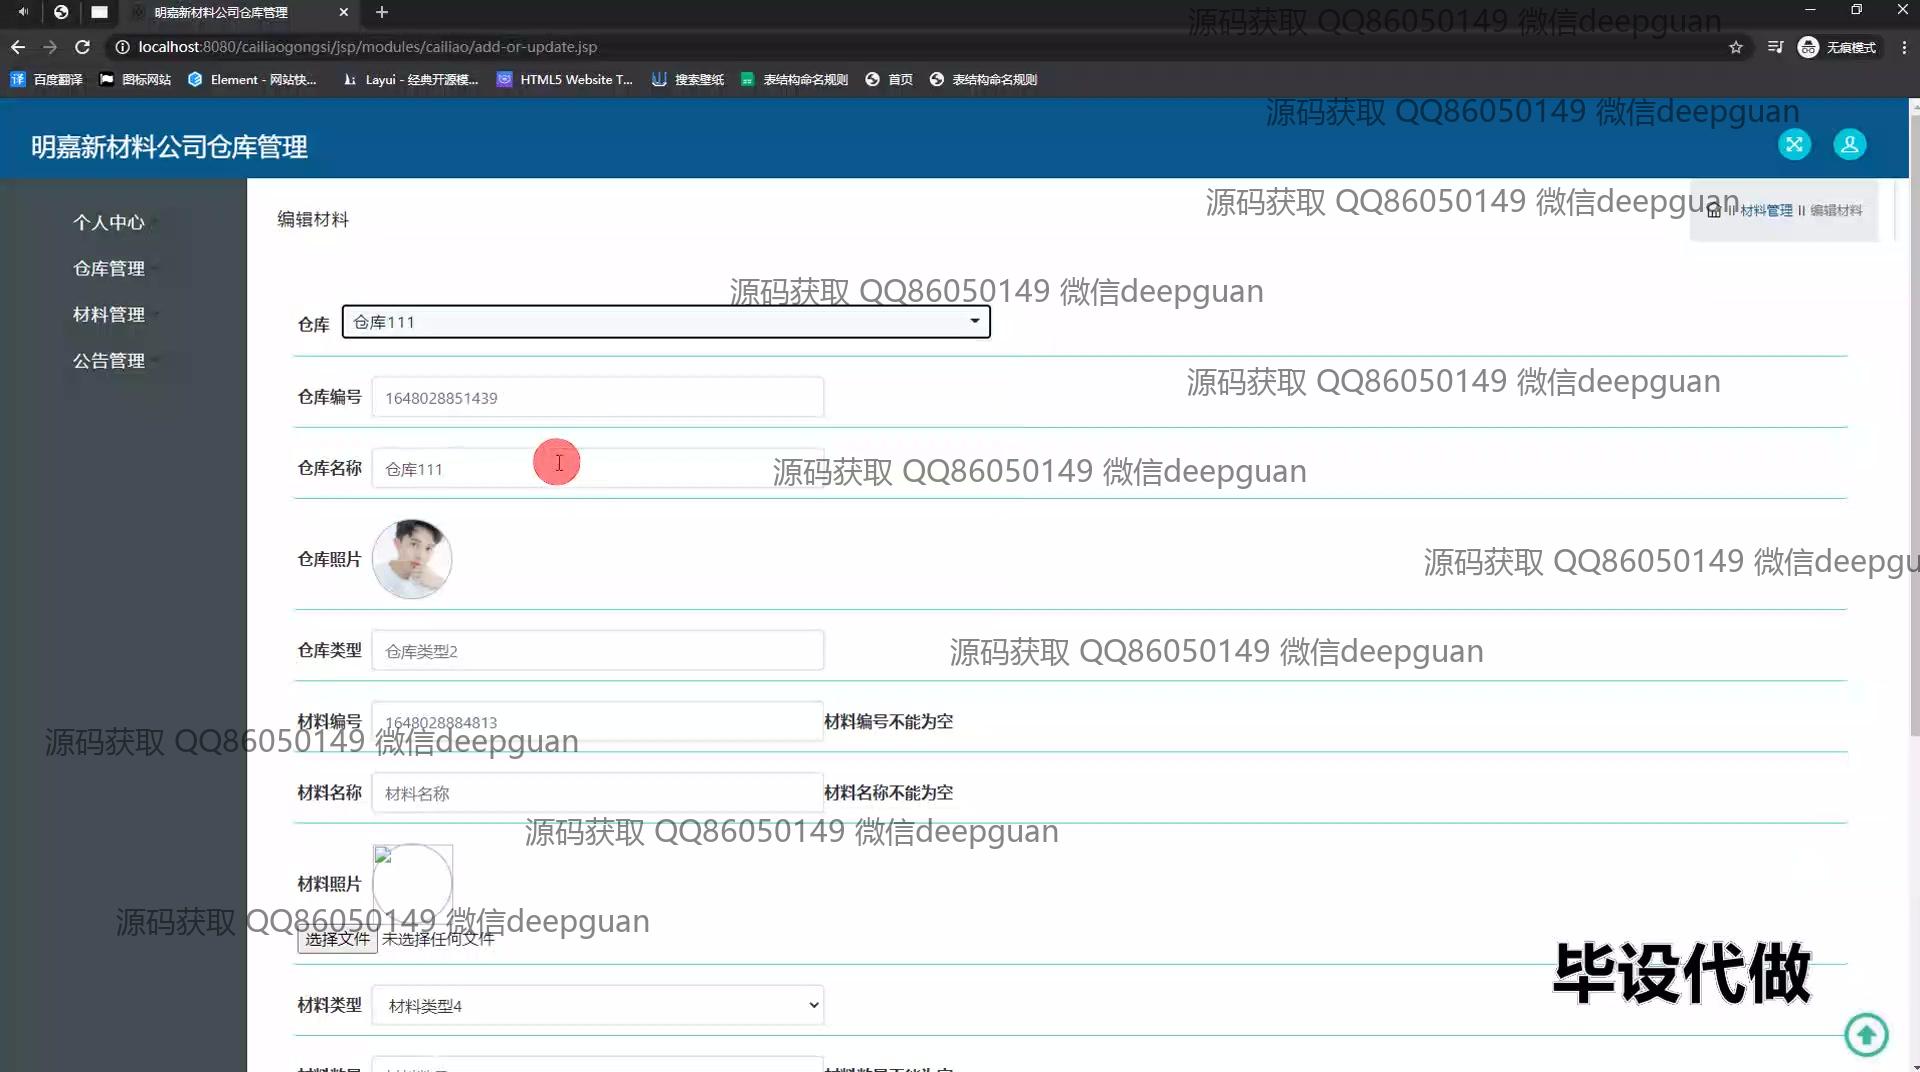 明嘉新材料公司仓库管理
localhost:8080/cailiaogongsi/jsp/modules/cailiao/add-or-update.jsp
无痕模式
百度翻译
图标网站
Element - 网站快...
Layui - 经典开源模...
HTML5 Website T...
搜索壁纸
表结构命名规则
首页
表结构命名规则
源码获取 QQ86050149 微信deepguan
源码获取 QQ86050149 微信deepguan
明嘉新材料公司仓库管理
个人中心
仓库管理
材料管理
公告管理
编辑材料
源码获取 QQ86050149 微信deepguan
材料管理 II 编辑材料
源码获取 QQ86050149 微信deepguan
仓库 仓库111
源码获取 QQ86050149 微信deepguan
仓库编号 1648028851439
仓库名称 仓库111
源码获取 QQ86050149 微信deepguan
仓库照片
源码获取 QQ86050149 微信deepgu
仓库类型 仓库类型2
源码获取 QQ86050149 微信deepguan
材料编号 1648028884813 材料编号不能为空
源码获取 QQ86050149 微信deepguan
材料名称 材料名称 材料名称不能为空
源码获取 QQ86050149 微信deepguan
材料照片
源码获取 QQ86050149 微信deepguan
选择文件 未选择任何文件
毕设代做
材料类型 材料类型4